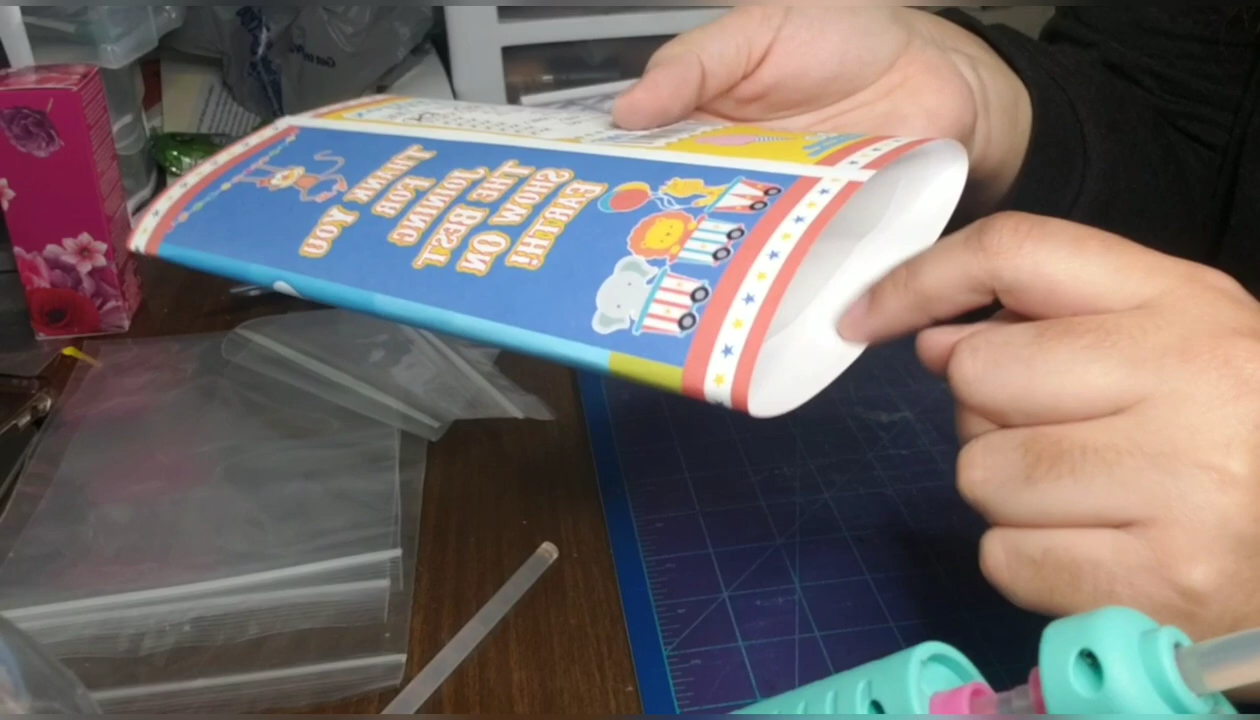 THANK
YOU
FOR
JOINING
THE BEST
SHOW ON
EARTH!!